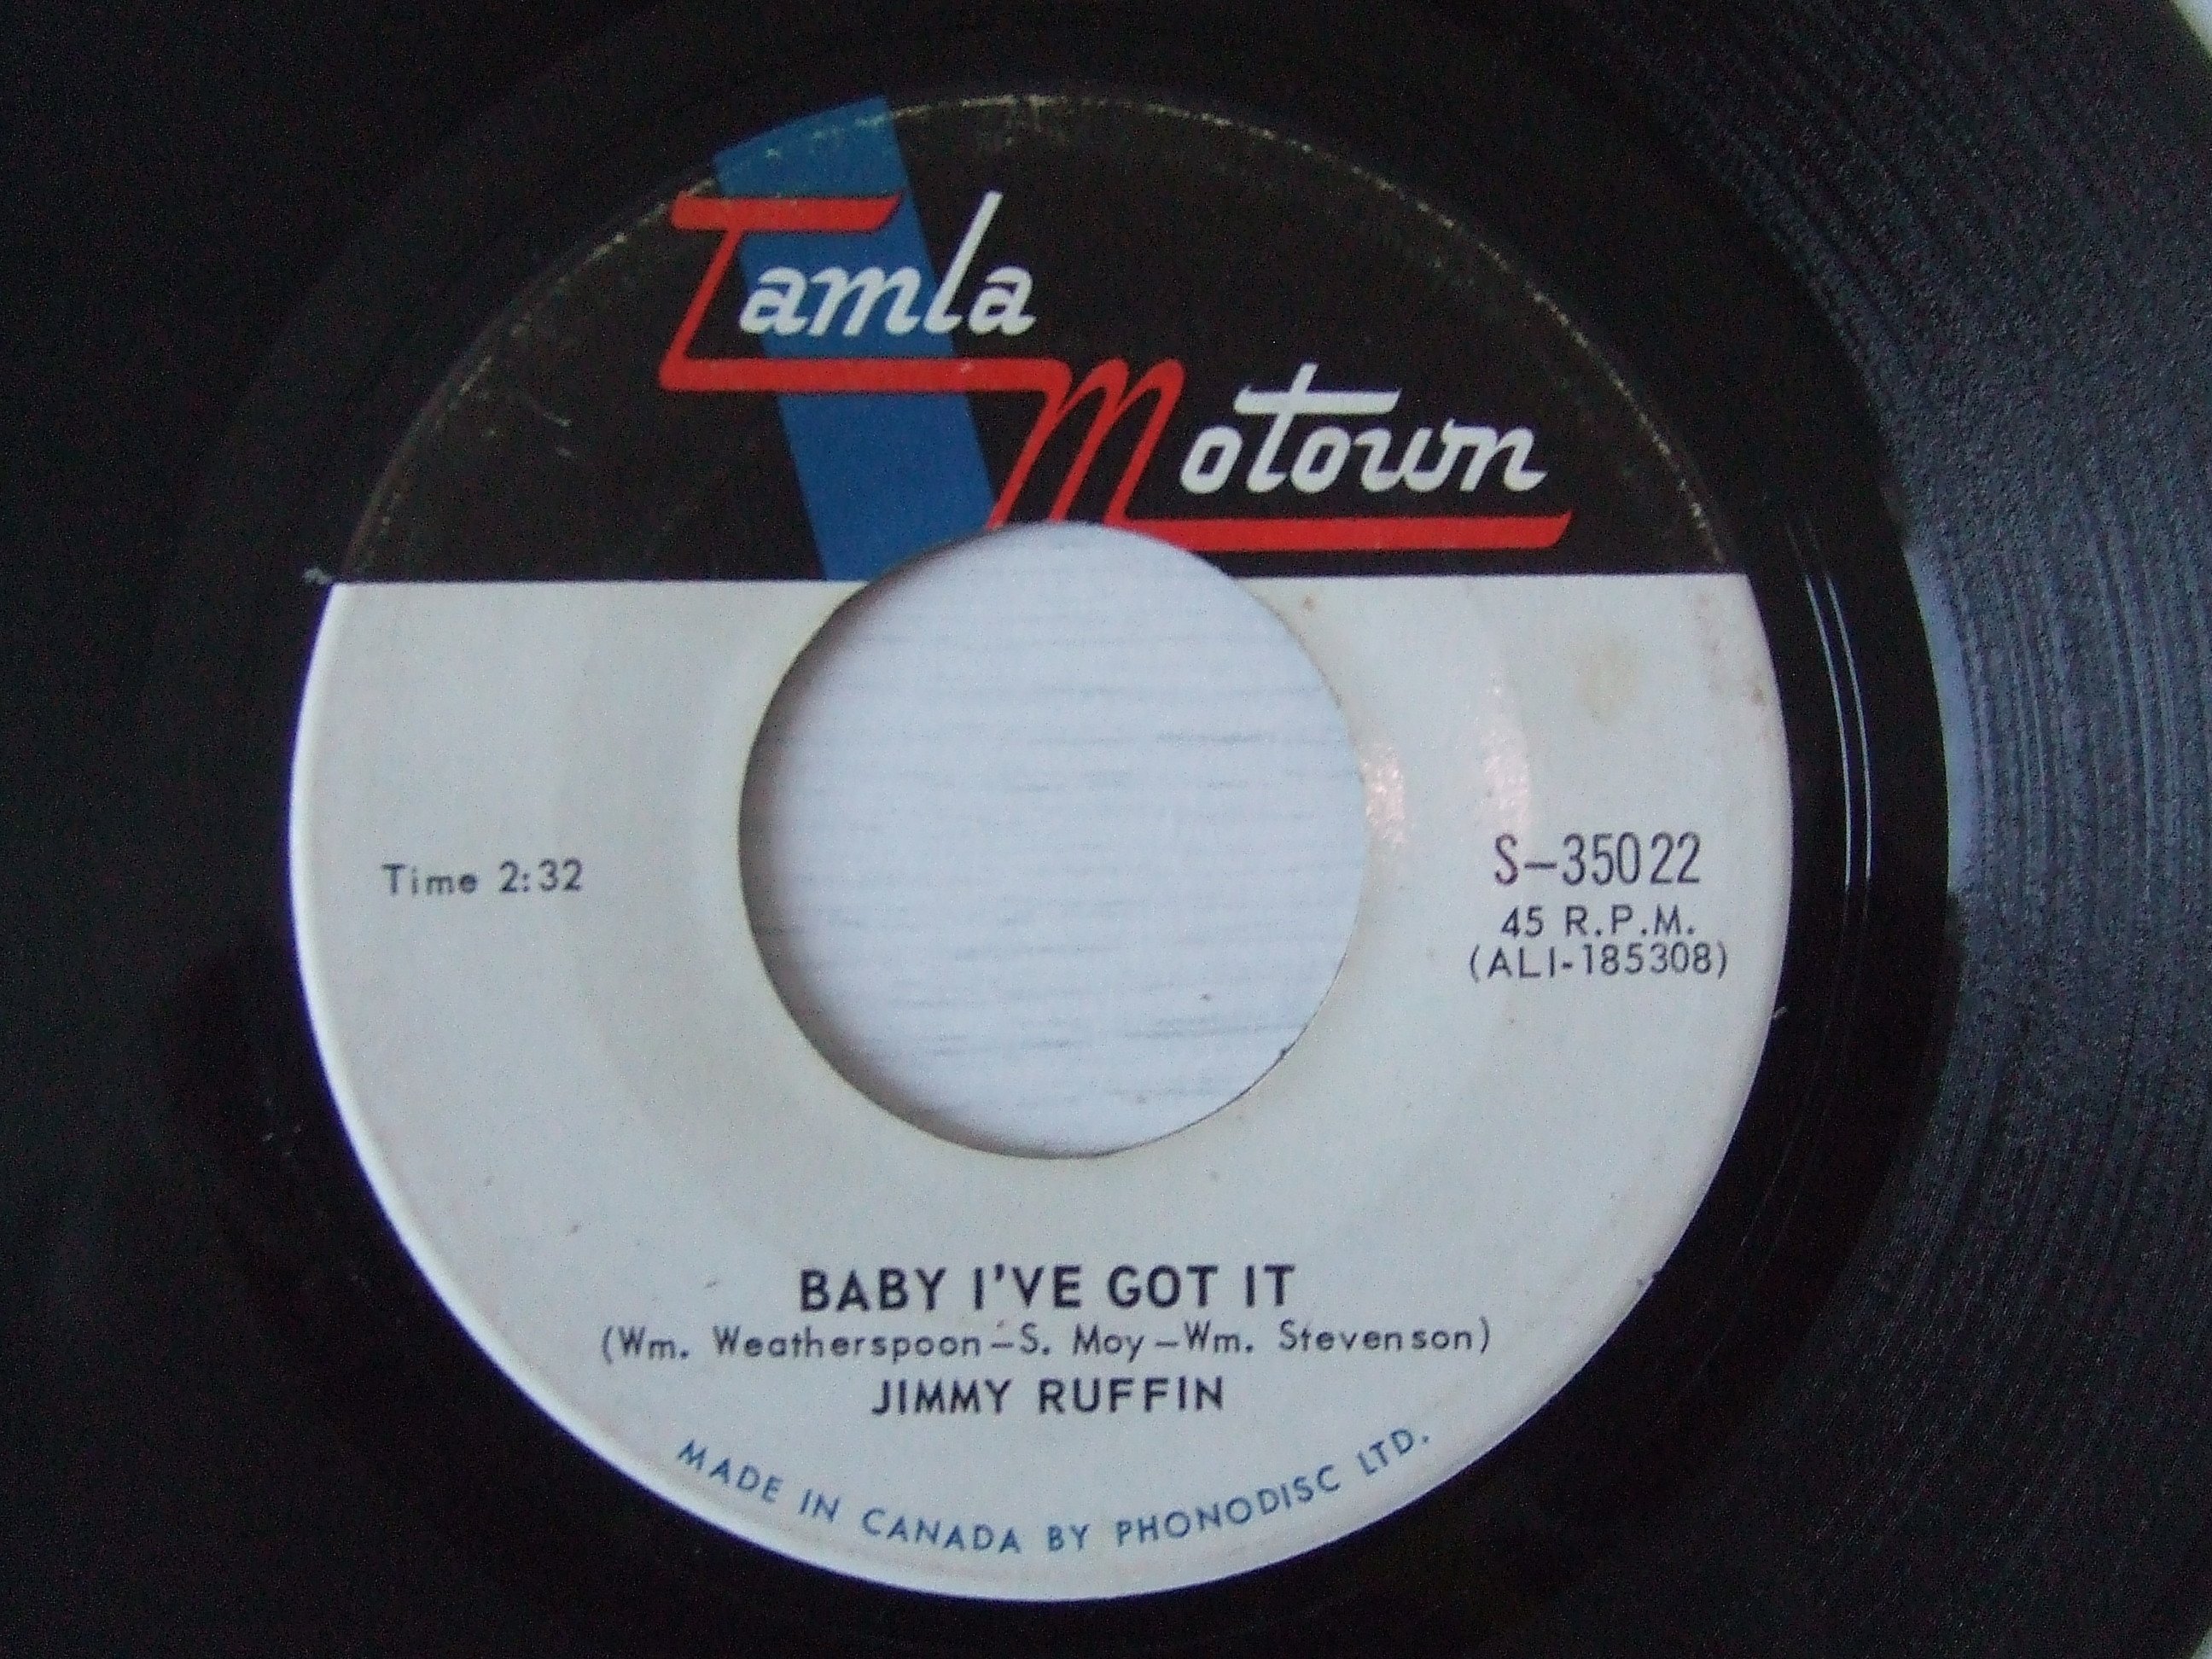 Tamla
Motown
Time 2:32
S-35022
45 R.P.M.
(ALI-185308)
BABY I'VE GOT IT
(Wm. Weatherspoon-S. Moy-Wm. Stevenson)
JIMMY RUFFIN
MADE IN CANADA BY PHONODISC LTD.